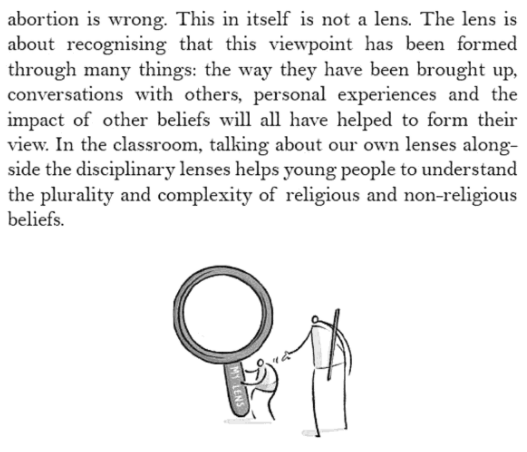 abortion is wrong. This in itself is not a lens. The lens is
about recognising that this viewpoint has been formed
through many things: the way they have been brought up,
conversations with others, personal experiences and the
impact of other beliefs will all have helped to form their
view. In the classroom, talking about our own lenses along-
side the disciplinary lenses helps young people to understand
the plurality and complexity of religious and non-religious
beliefs.
MY LENS